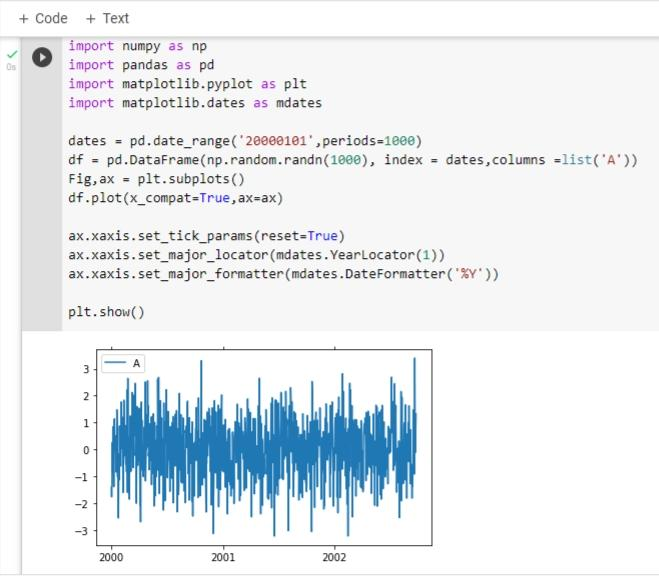 + Code + Text
0s
import numpy as np
import pandas as pd
import matplotlib.pyplot as plt
import matplotlib.dates as mdates
dates = pd.date_range('20000101',periods=1000)
df = pd.DataFrame(np.random.randn(1000), index = dates,columns =list('A'))
Fig,ax = plt.subplots()
df.plot(x_compat=True,ax=ax)
ax.xaxis.set_tick_params(reset=True)
ax.xaxis.set_major_locator(mdates.YearLocator(1))
ax.xaxis.set_major_formatter(mdates.DateFormatter('%Y'))
plt.show()
A
3
2
1
0
−1
−2
−3
2000 2001 2002